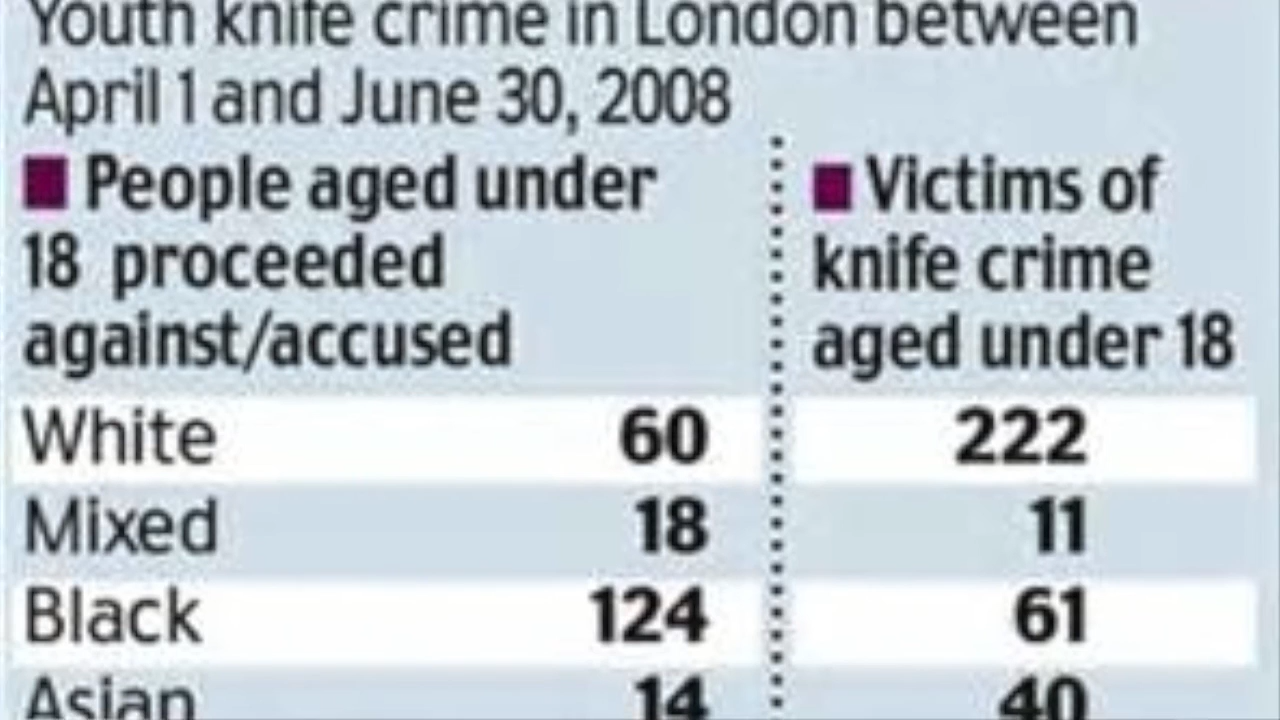 Youth knife crime in London between
April 1 and June 30, 2008
People aged under
18 proceeded
against/accused
Victims of
knife crime
aged under 18
White 60 222
Mixed 18 11
Black 124 61
Asian 14 40